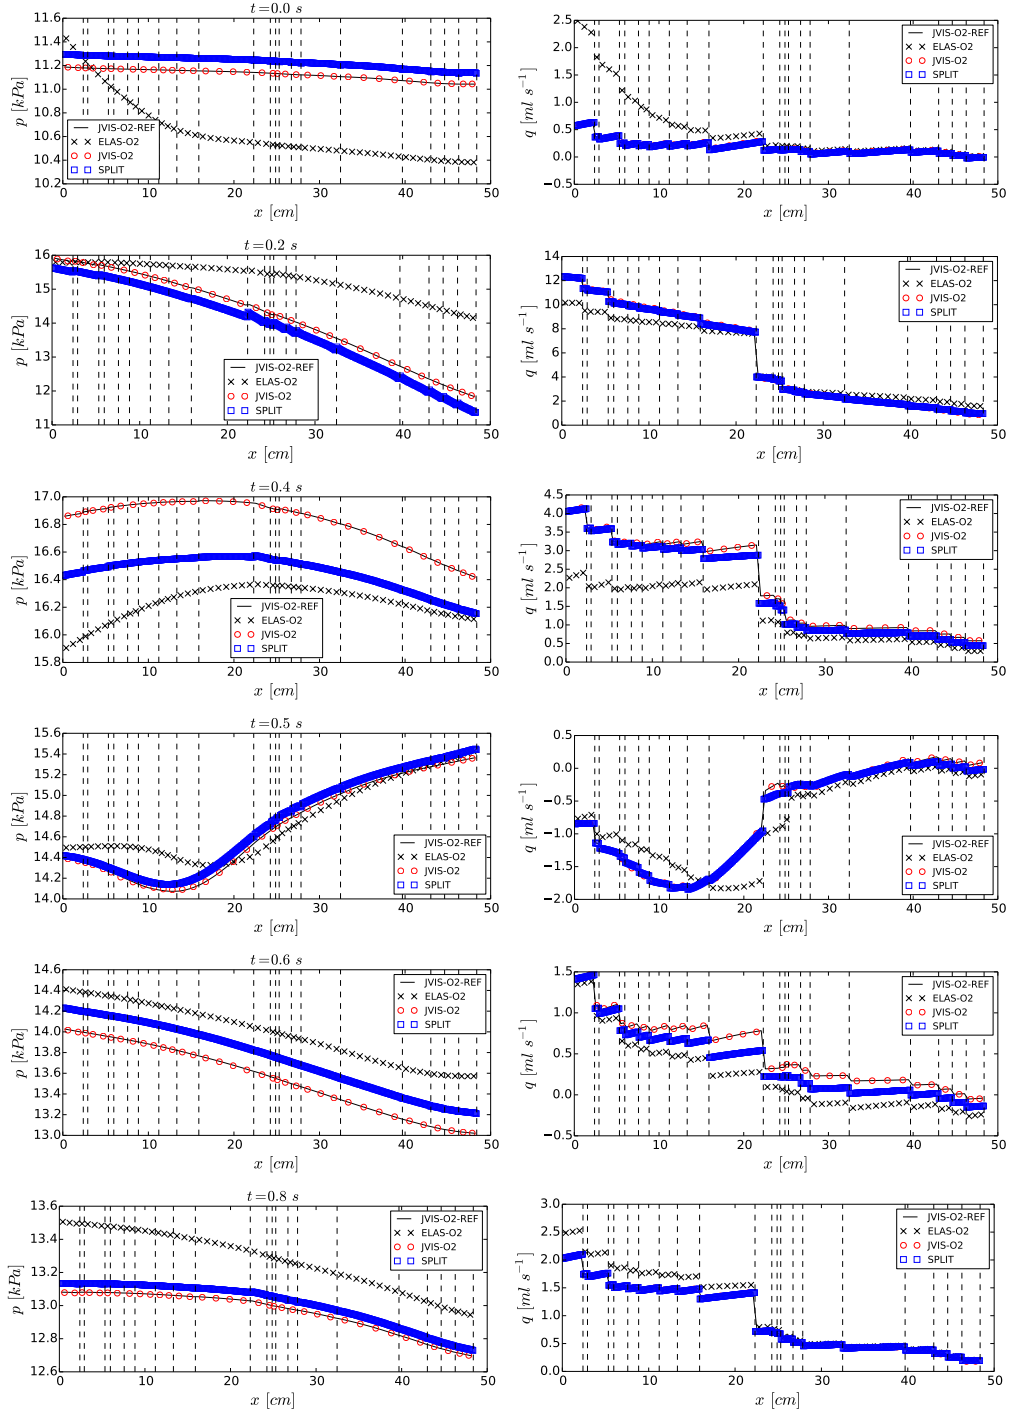 t=0.0 s
11.6
11.4
11.2
11.0
10.8
10.6
10.4
10.2
p [kPa]
JVIS-O2-REF
ELAS-O2
JVIS-O2
SPLIT
0 10 20 30 40 50
x [cm]
2.5
2.0
1.5
1.0
0.5
0.0
−0.5
q [ml s⁻¹]
JVIS-O2-REF
ELAS-O2
JVIS-O2
SPLIT
0 10 20 30 40 50
x [cm]
t=0.2 s
16
15
14
13
12
11
p [kPa]
JVIS-O2-REF
ELAS-O2
JVIS-O2
SPLIT
0 10 20 30 40 50
x [cm]
14
12
10
8
6
4
2
0
q [ml s⁻¹]
JVIS-O2-REF
ELAS-O2
JVIS-O2
SPLIT
0 10 20 30 40 50
x [cm]
t=0.4 s
17.0
16.8
16.6
16.4
16.2
16.0
15.8
p [kPa]
JVIS-O2-REF
ELAS-O2
JVIS-O2
SPLIT
0 10 20 30 40 50
x [cm]
4.5
4.0
3.5
3.0
2.5
2.0
1.5
1.0
0.5
0.0
q [ml s⁻¹]
JVIS-O2-REF
ELAS-O2
JVIS-O2
SPLIT
0 10 20 30 40 50
x [cm]
t=0.5 s
15.6
15.4
15.2
15.0
14.8
14.6
14.4
14.2
14.0
p [kPa]
JVIS-O2-REF
ELAS-O2
JVIS-O2
SPLIT
0 10 20 30 40 50
x [cm]
0.5
0.0
−0.5
−1.0
−1.5
−2.0
q [ml s⁻¹]
JVIS-O2-REF
ELAS-O2
JVIS-O2
SPLIT
0 10 20 30 40 50
x [cm]
t=0.6 s
14.6
14.4
14.2
14.0
13.8
13.6
13.4
13.2
13.0
p [kPa]
JVIS-O2-REF
ELAS-O2
JVIS-O2
SPLIT
0 10 20 30 40 50
x [cm]
1.5
1.0
0.5
0.0
−0.5
q [ml s⁻¹]
JVIS-O2-REF
ELAS-O2
JVIS-O2
SPLIT
0 10 20 30 40 50
x [cm]
t=0.8 s
13.6
13.4
13.2
13.0
12.8
12.6
p [kPa]
JVIS-O2-REF
ELAS-O2
JVIS-O2
SPLIT
0 10 20 30 40 50
x [cm]
3.0
2.5
2.0
1.5
1.0
0.5
0.0
q [ml s⁻¹]
JVIS-O2-REF
ELAS-O2
JVIS-O2
SPLIT
0 10 20 30 40 50
x [cm]